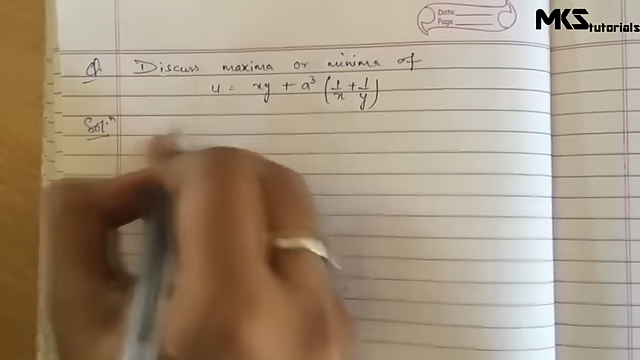 Date
Page
MKS tutorials
Q Discuss maxima or minima of
u = xy + a³ (1/x + 1/y)
Sol.ⁿ